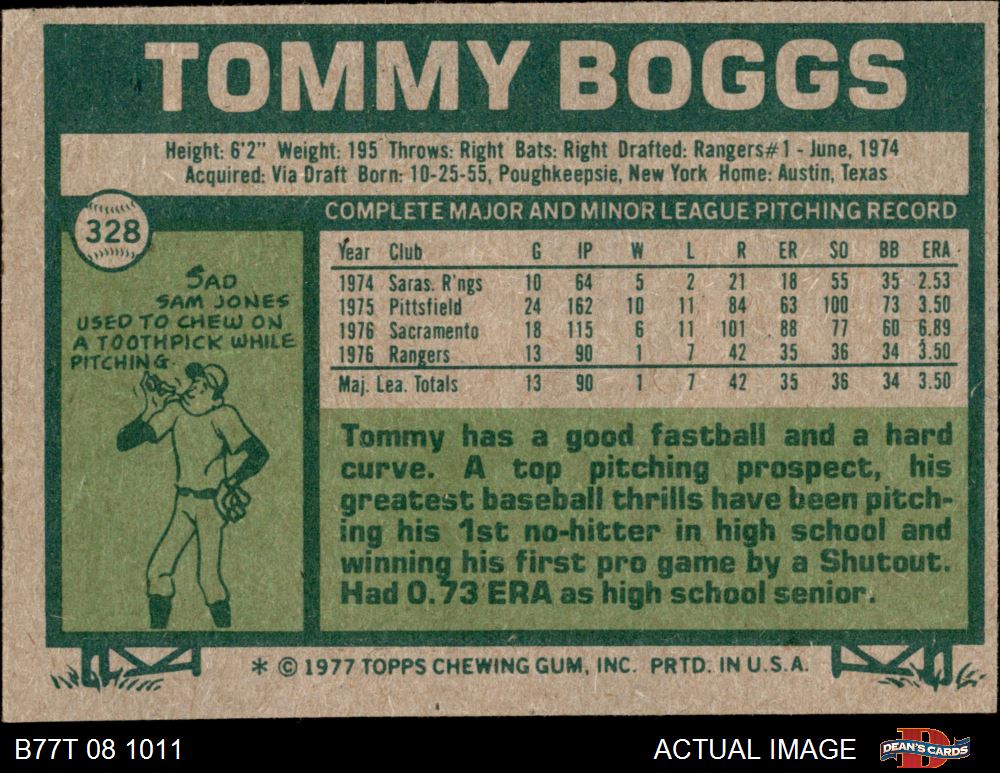 TOMMY BOGGS
Height: 6'2" Weight: 195 Throws: Right Bats: Right Drafted: Rangers#1 - June, 1974
Acquired: Via Draft Born: 10-25-55, Poughkeepsie, New York Home: Austin, Texas
328
COMPLETE MAJOR AND MINOR LEAGUE PITCHING RECORD
Year Club G IP W L R ER SO BB ERA
1974 Saras. R'ngs 10 64 5 2 21 18 55 35 2.53
1975 Pittsfield 24 162 10 11 84 63 100 73 3.50
1976 Sacramento 18 115 6 11 101 88 77 60 6.89
1976 Rangers 13 90 1 7 42 35 36 34 3.50
Maj. Lea. Totals 13 90 1 7 42 35 36 34 3.50
SAD
SAM JONES
USED TO CHEW ON
A TOOTHPICK WHILE
PITCHING.
Tommy has a good fastball and a hard
curve. A top pitching prospect, his
greatest baseball thrills have been pitch-
ing his 1st no-hitter in high school and
winning his first pro game by a Shutout.
Had 0.73 ERA as high school senior.
* © 1977 TOPPS CHEWING GUM, INC. PRTD. IN U.S.A.
B77T 08 1011
ACTUAL IMAGE
DEAN'S CARDS